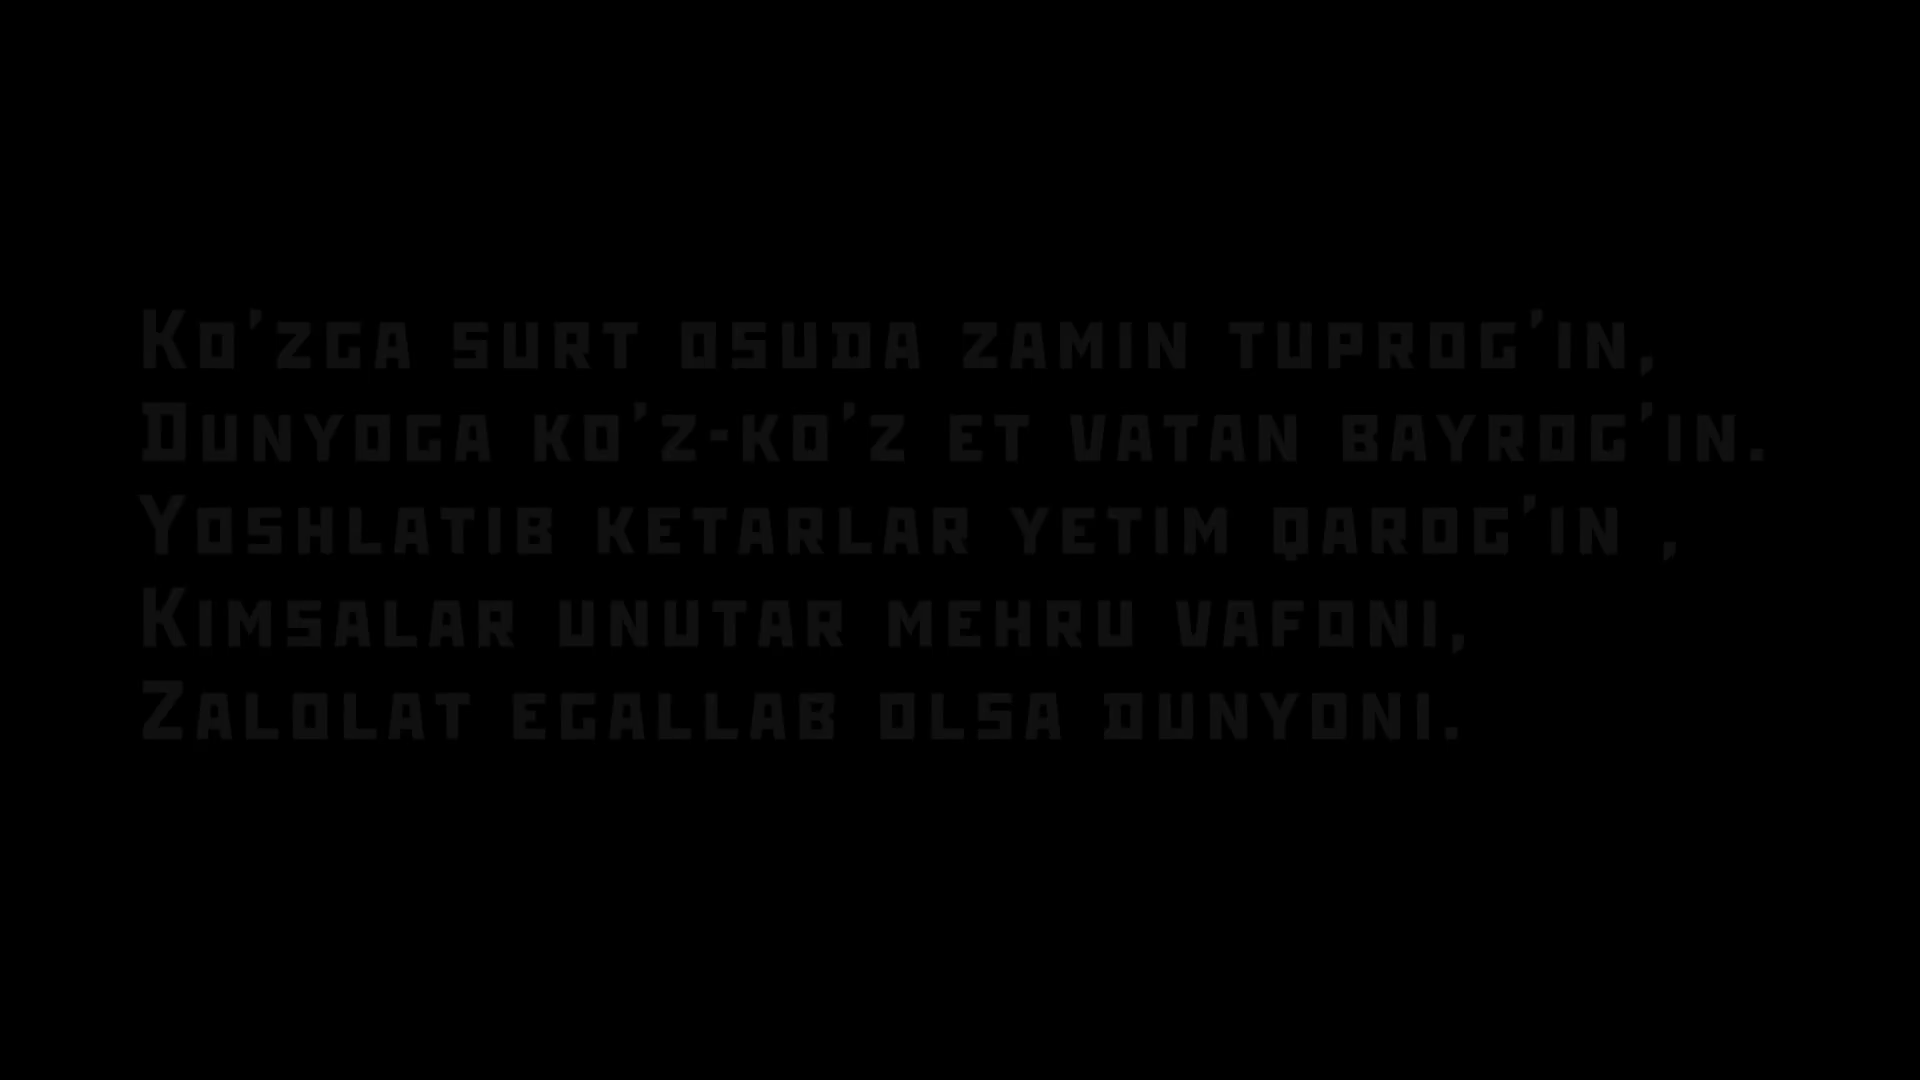 Ko'zga surt osuda zamin tuprog'in,
Dunyoga ko'z-ko'z et vatan bayrog'in.
Yoshlatib ketarlar yetim qarog'in ,
Kimsalar unutar mehru vafoni,
Zalolat egallab olsa dunyoni.